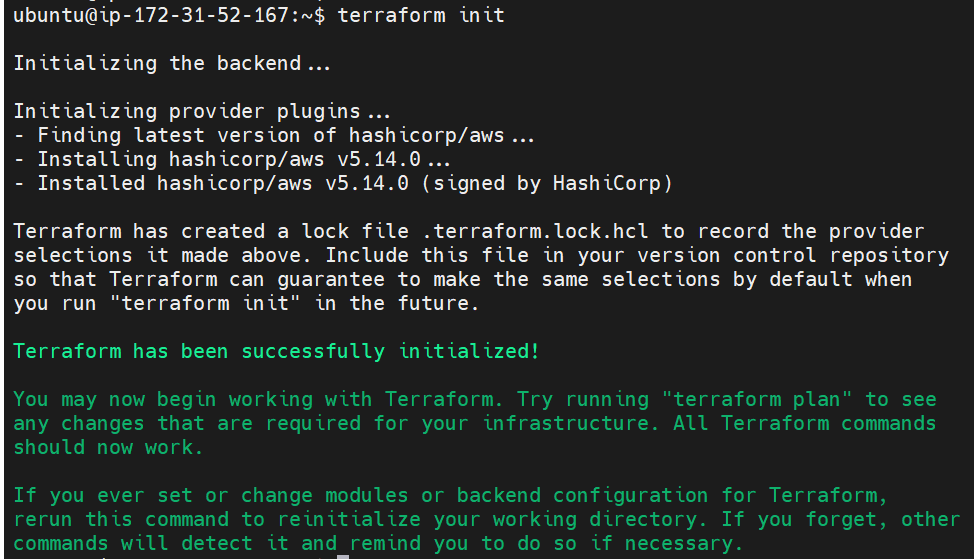 ubuntu@ip-172-31-52-167:~$ terraform init
Initializing the backend...
Initializing provider plugins...
- Finding latest version of hashicorp/aws...
- Installing hashicorp/aws v5.14.0...
- Installed hashicorp/aws v5.14.0 (signed by HashiCorp)
Terraform has created a lock file .terraform.lock.hcl to record the provider
selections it made above. Include this file in your version control repository
so that Terraform can guarantee to make the same selections by default when
you run "terraform init" in the future.
Terraform has been successfully initialized!
You may now begin working with Terraform. Try running "terraform plan" to see
any changes that are required for your infrastructure. All Terraform commands
should now work.
If you ever set or change modules or backend configuration for Terraform,
rerun this command to reinitialize your working directory. If you forget, other
commands will detect it and remind you to do so if necessary.